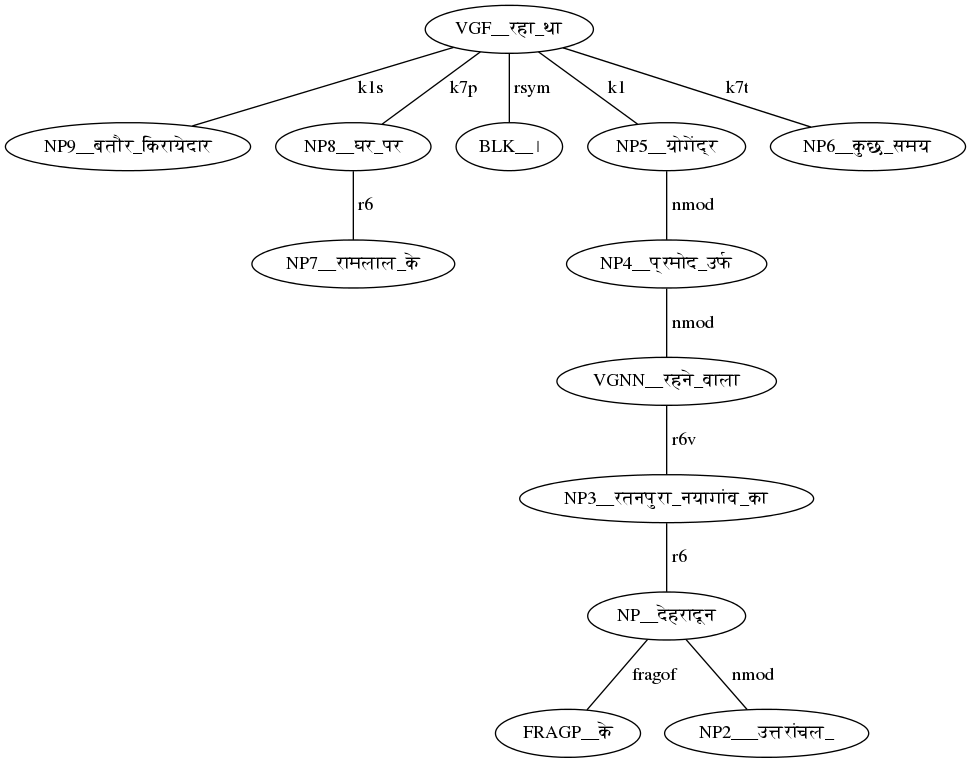 VGF__रहा_था
k1s k7p rsym k1 k7t
NP9__बतौर_किरायेदार NP8__घर_पर BLK__। NP5__योगेंद्र NP6__कुछ_समय
r6 nmod
NP7__रामलाल_के NP4__प्रमोद_उर्फ
nmod
VGNN__रहने_वाला
r6v
NP3__रतनपुरा_नयागांव_का
r6
NP__देहरादून
fragof nmod
FRAGP__के NP2___उत्तरांचल_